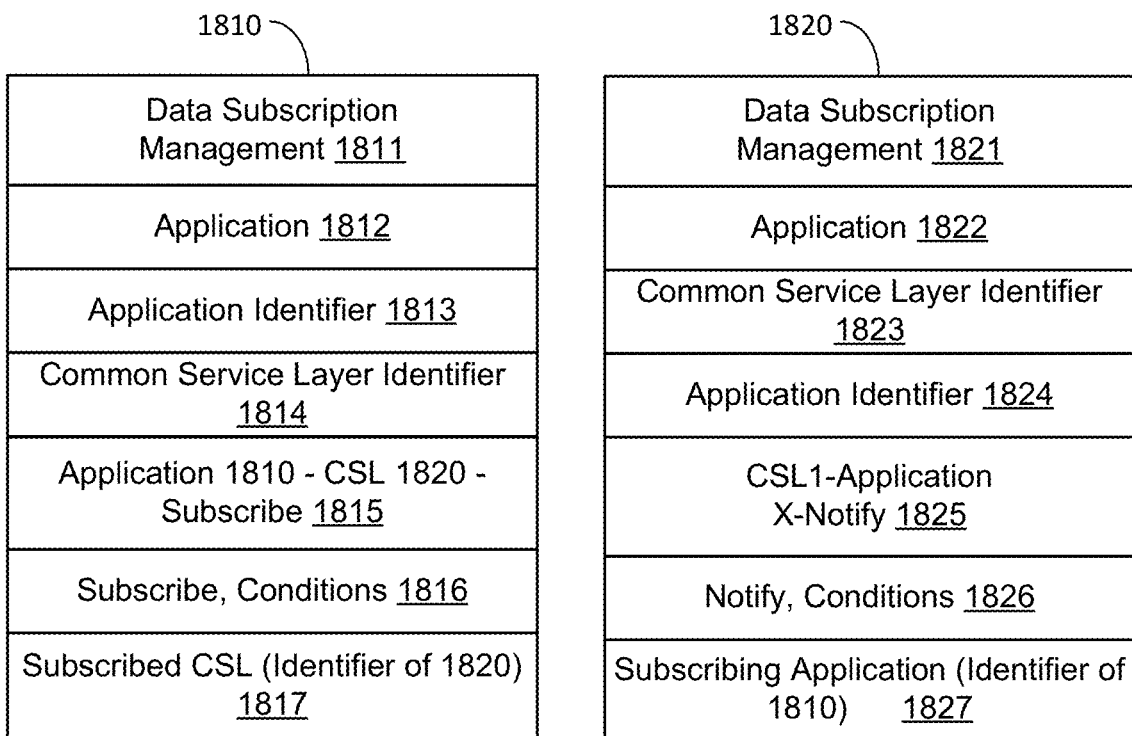 1810
Data Subscription
Management 1811
Application 1812
Application Identifier 1813
Common Service Layer Identifier
1814
Application 1810 - CSL 1820 -
Subscribe 1815
Subscribe, Conditions 1816
Subscribed CSL (Identifier of 1820)
1817
1820
Data Subscription
Management 1821
Application 1822
Common Service Layer Identifier
1823
Application Identifier 1824
CSL1-Application
X-Notify 1825
Notify, Conditions 1826
Subscribing Application (Identifier of
1810) 1827